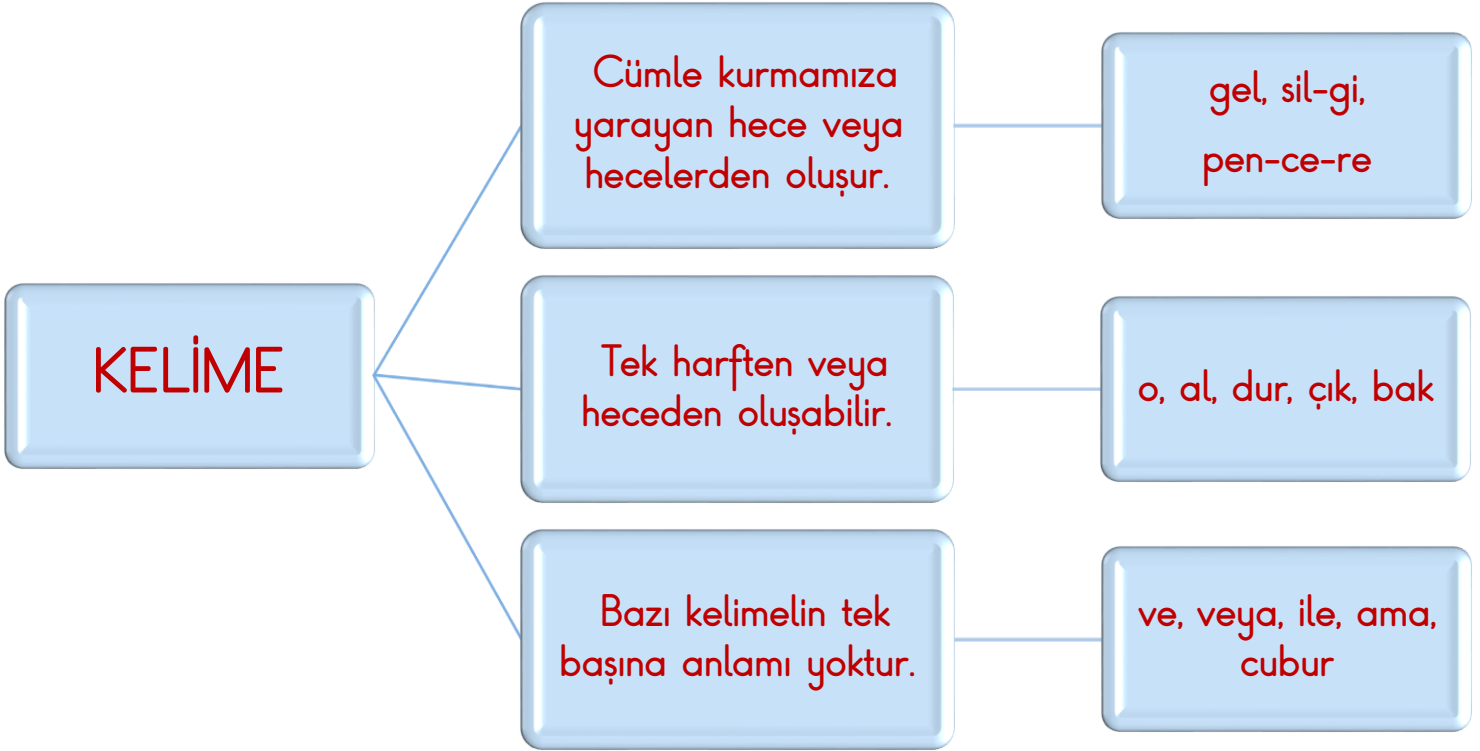 KELİME
Cümle kurmamıza
yarayan hece veya
hecelerden oluşur.
gel, sil-gi,
pen-ce-re
Tek harften veya
heceden oluşabilir.
o, al, dur, çık, bak
Bazı kelimelin tek
başına anlamı yoktur.
ve, veya, ile, ama,
cubur